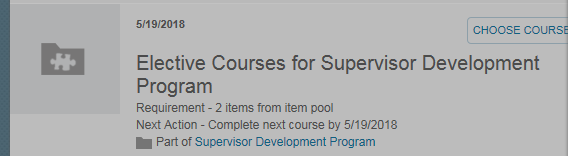 5/19/2018
CHOOSE COURSE
Elective Courses for Supervisor Development
Program
Requirement - 2 items from item pool
Next Action - Complete next course by 5/19/2018
Part of Supervisor Development Program